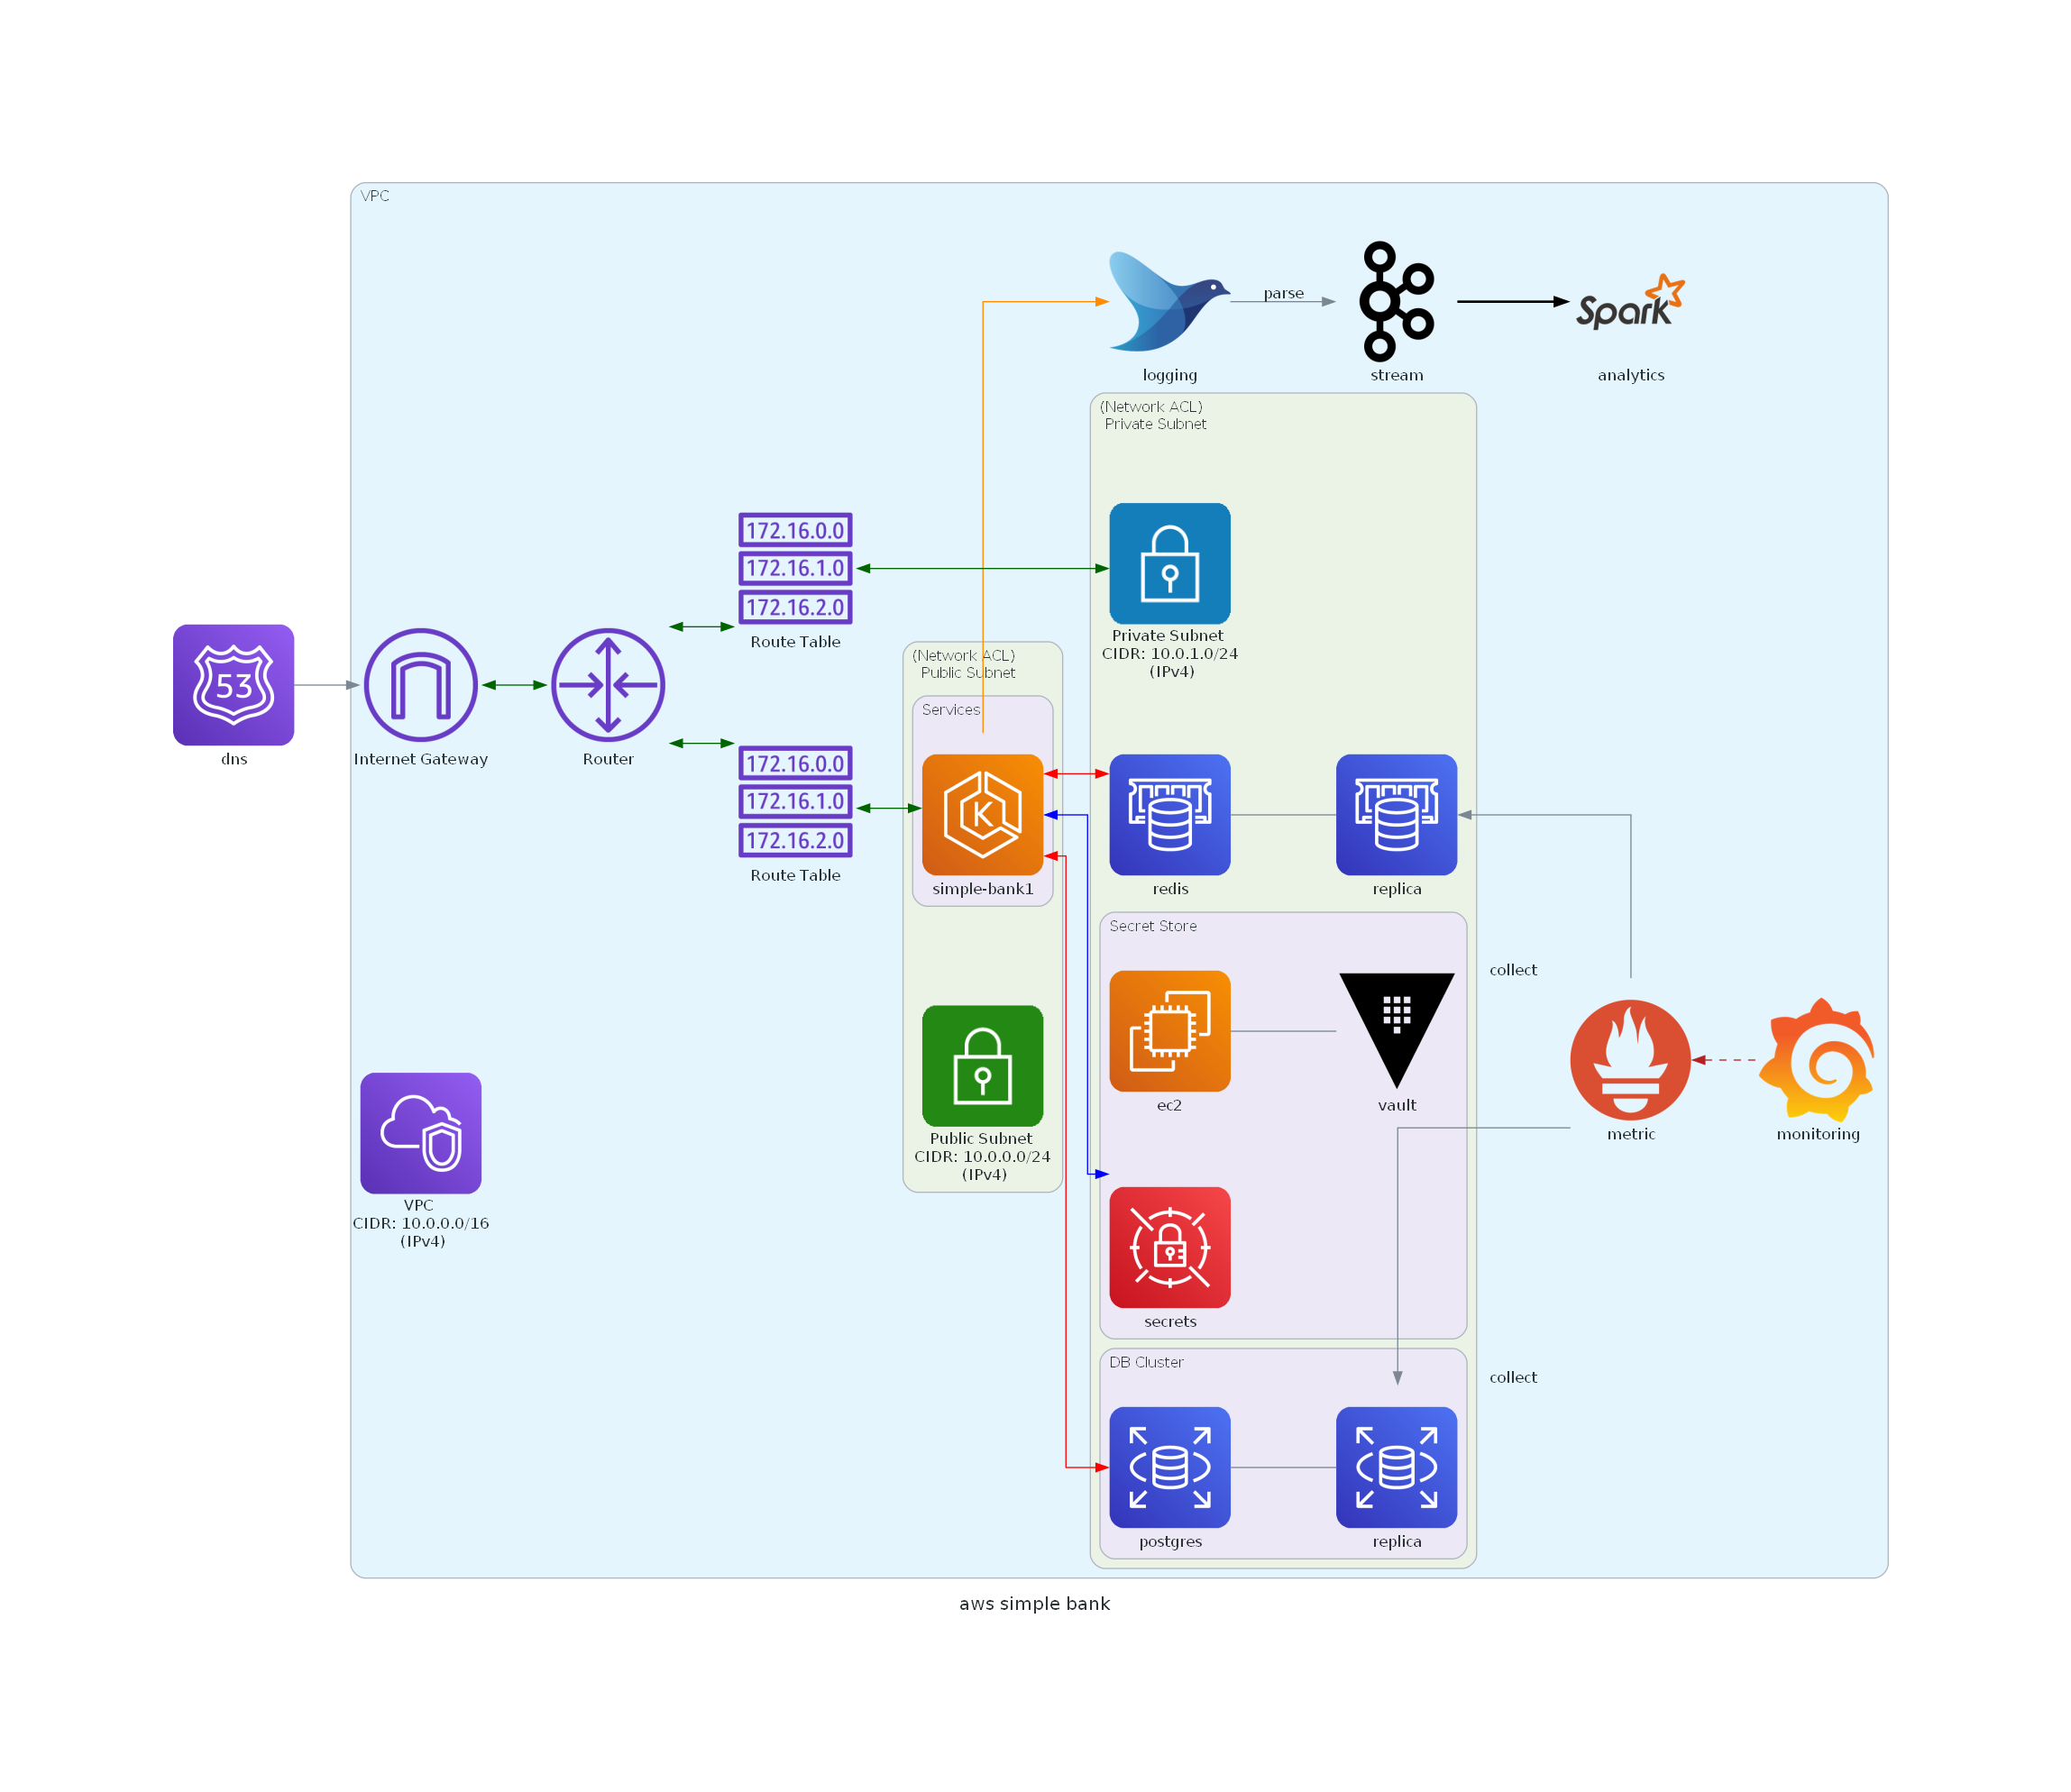 VPC
parse
Spark
logging
stream
analytics
(Network ACL)
Private Subnet
172.16.0.0
172.16.1.0
172.16.2.0
Route Table
Private Subnet
CIDR: 10.0.1.0/24
(IPv4)
53
dns
Internet Gateway
Router
(Network ACL)
Public Subnet
Services
172.16.0.0
172.16.1.0
172.16.2.0
Route Table
K
simple-bank1
redis
replica
Secret Store
collect
ec2
vault
metric
monitoring
Public Subnet
CIDR: 10.0.0.0/24
(IPv4)
VPC
CIDR: 10.0.0.0/16
(IPv4)
secrets
DB Cluster
collect
postgres
replica
aws simple bank